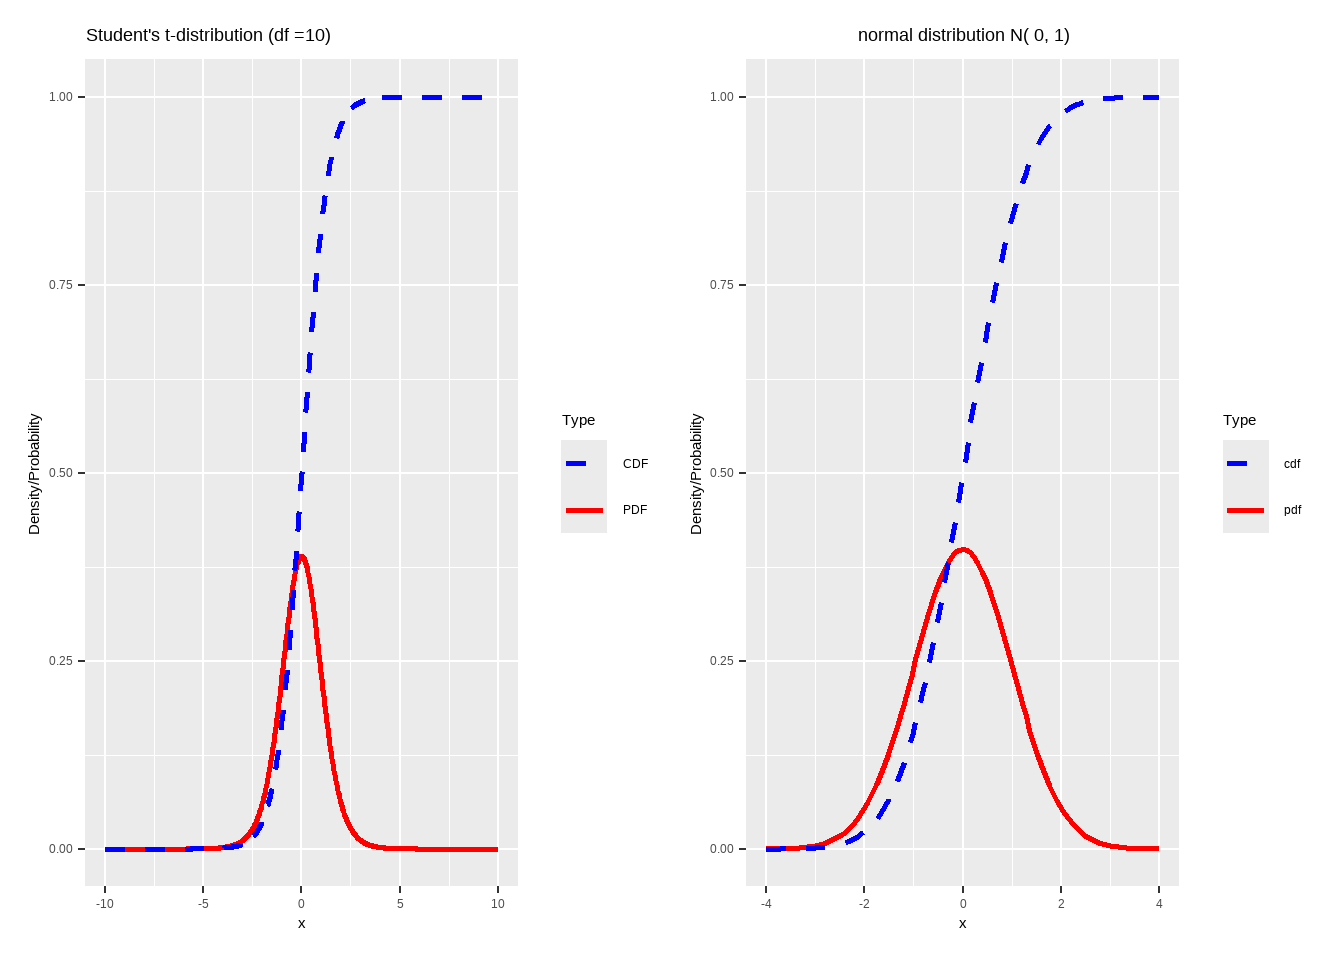 Student's t-distribution (df =10)
1.00
0.75
0.50
0.25
0.00
Density/Probability
-10
-5
0
5
10
x
Type
CDF
PDF
normal distribution N( 0, 1)
1.00
0.75
0.50
0.25
0.00
Density/Probability
-4
-2
0
2
4
x
Type
cdf
pdf